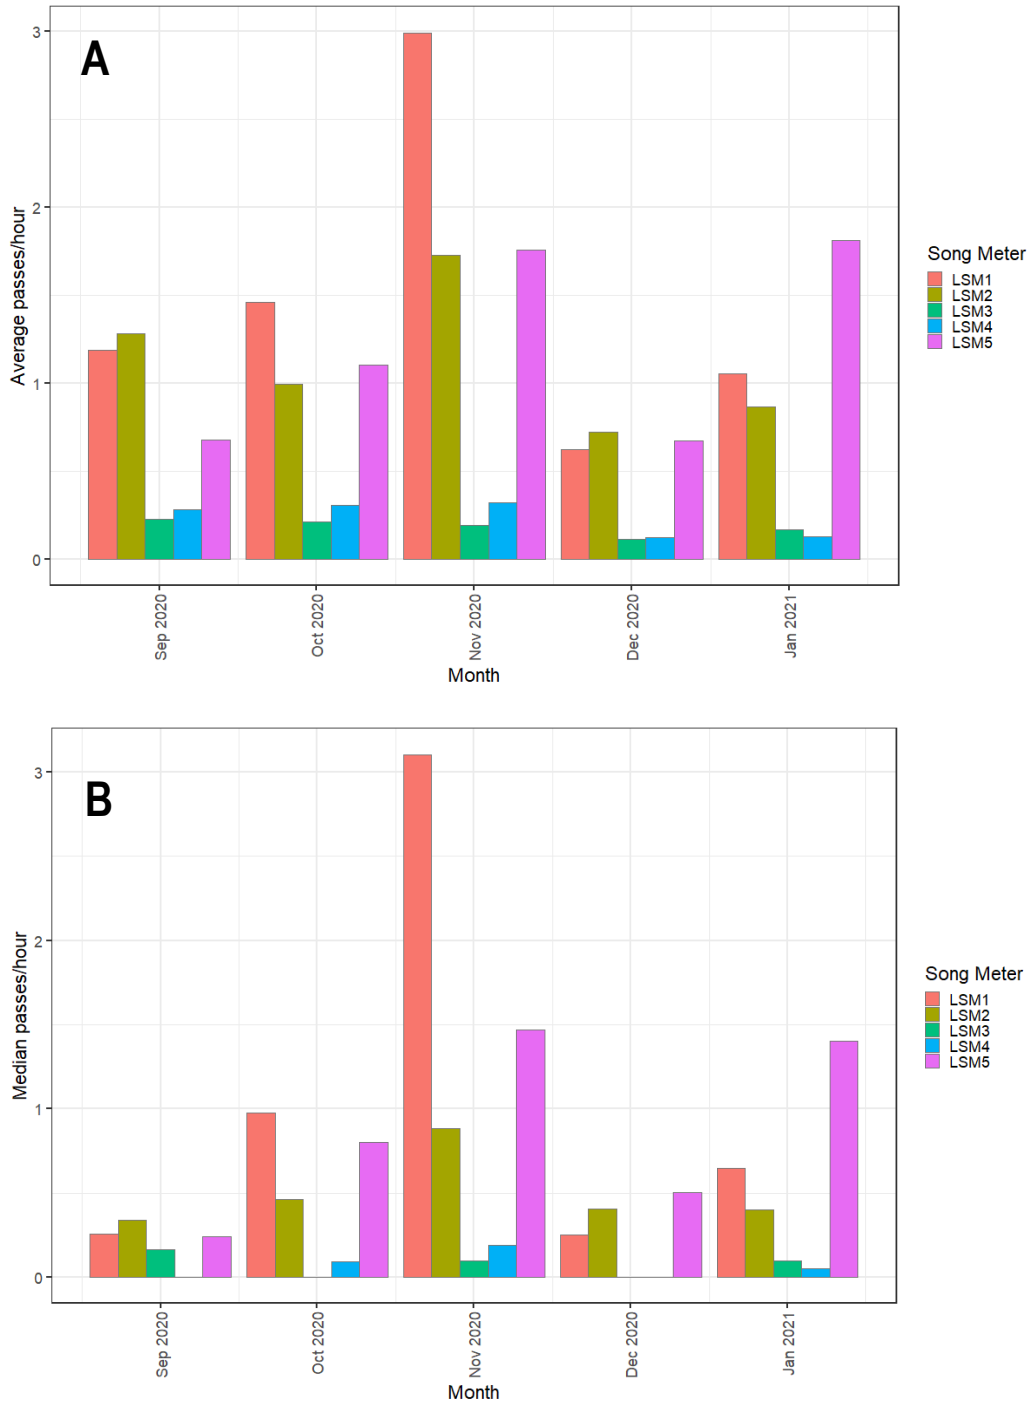 A
3
2
1
0
Average passes/hour
Sep 2020
Oct 2020
Nov 2020
Dec 2020
Jan 2021
Month
Song Meter
LSM1
LSM2
LSM3
LSM4
LSM5
B
3
2
1
0
Median passes/hour
Sep 2020
Oct 2020
Nov 2020
Dec 2020
Jan 2021
Month
Song Meter
LSM1
LSM2
LSM3
LSM4
LSM5